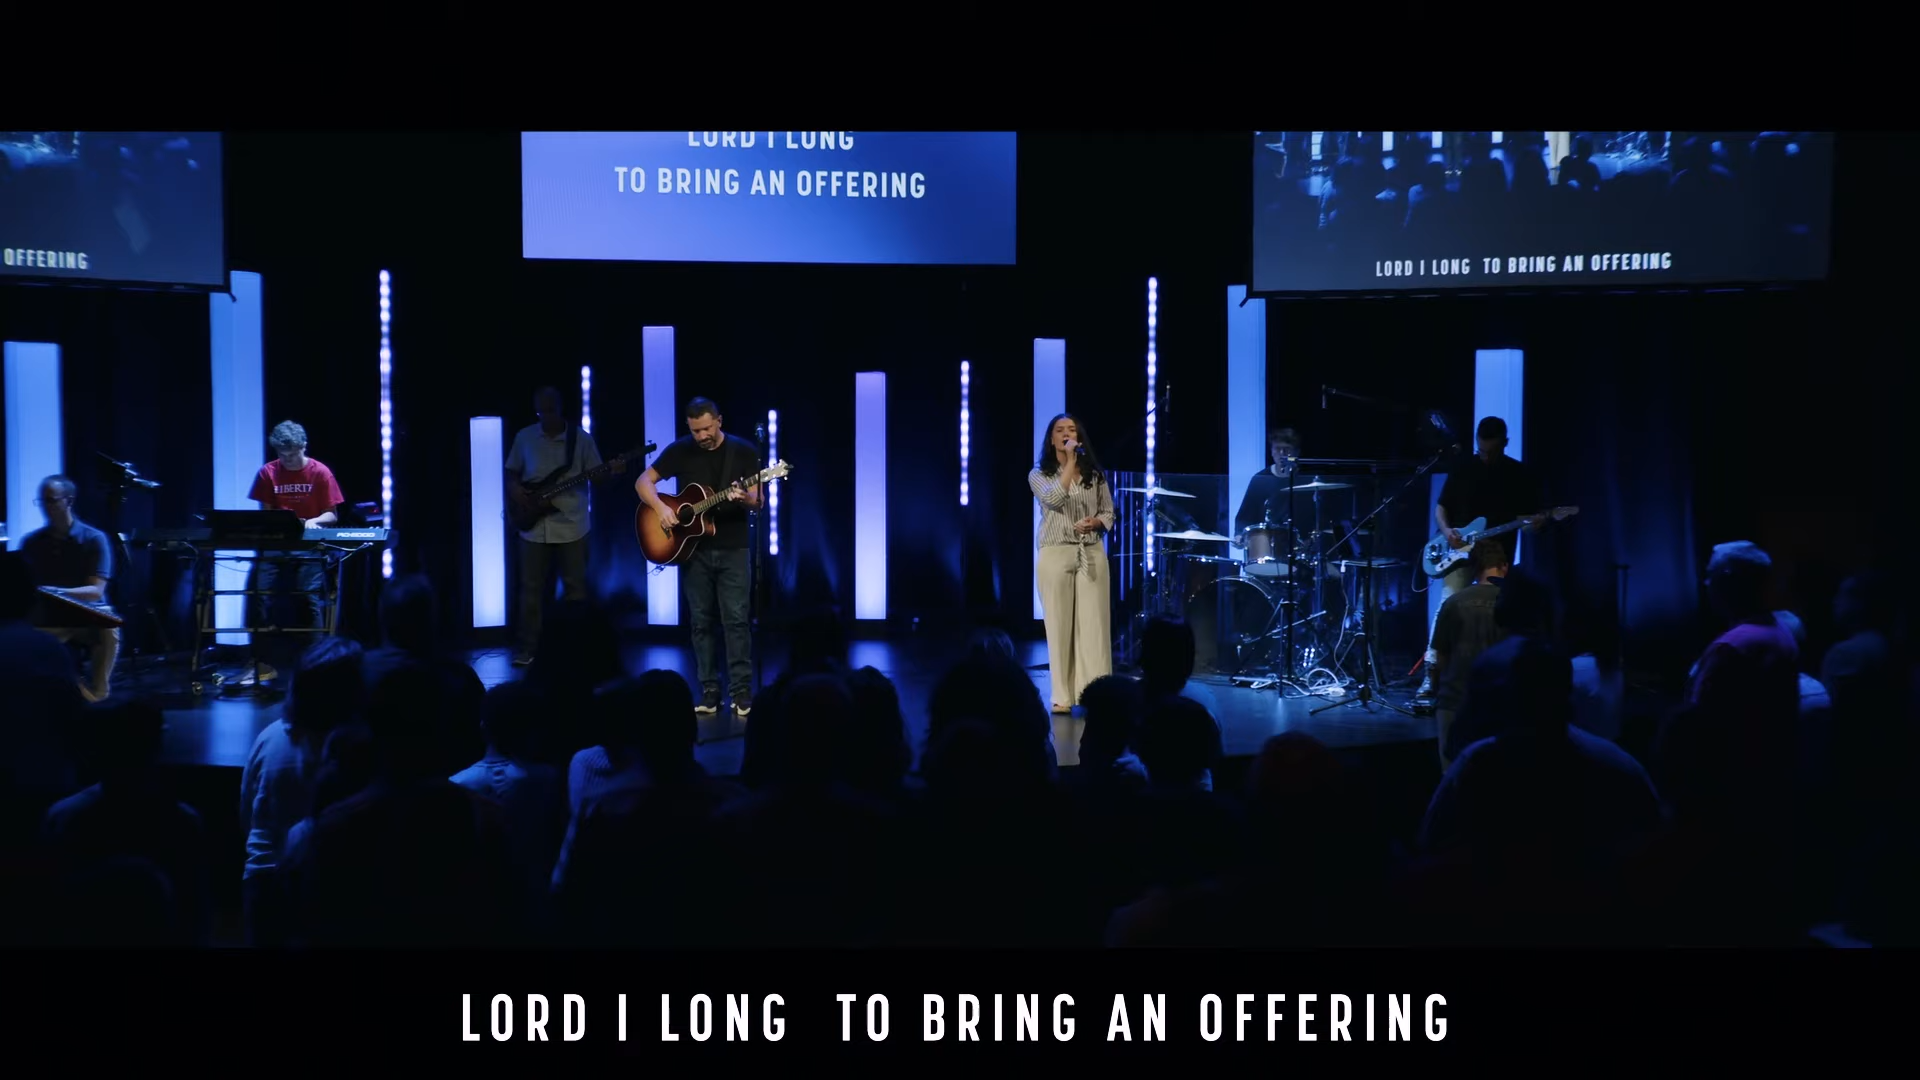 LORD I LONG
TO BRING AN OFFERING
OFFERING
LORD I LONG TO BRING AN OFFERING
LIBERTY
LORD I LONG TO BRING AN OFFERING